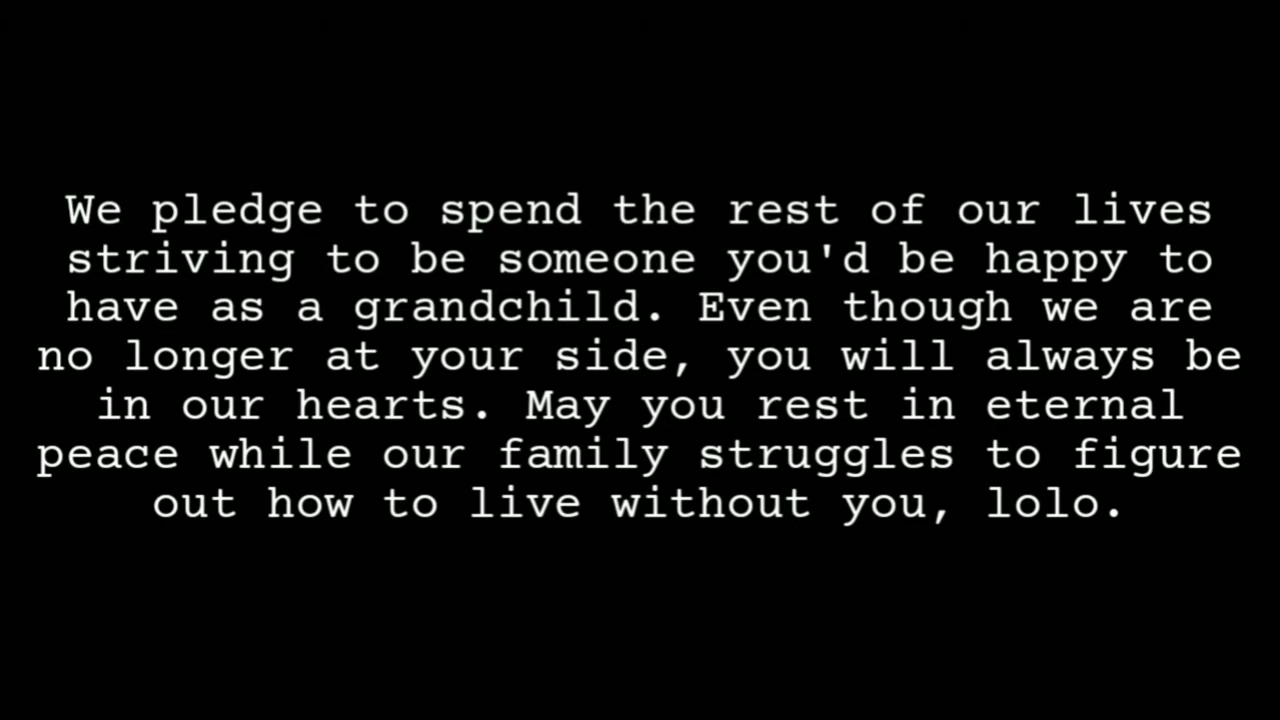 We pledge to spend the rest of our lives
striving to be someone you'd be happy to
have as a grandchild. Even though we are
no longer at your side, you will always be
in our hearts. May you rest in eternal
peace while our family struggles to figure
out how to live without you, lolo.